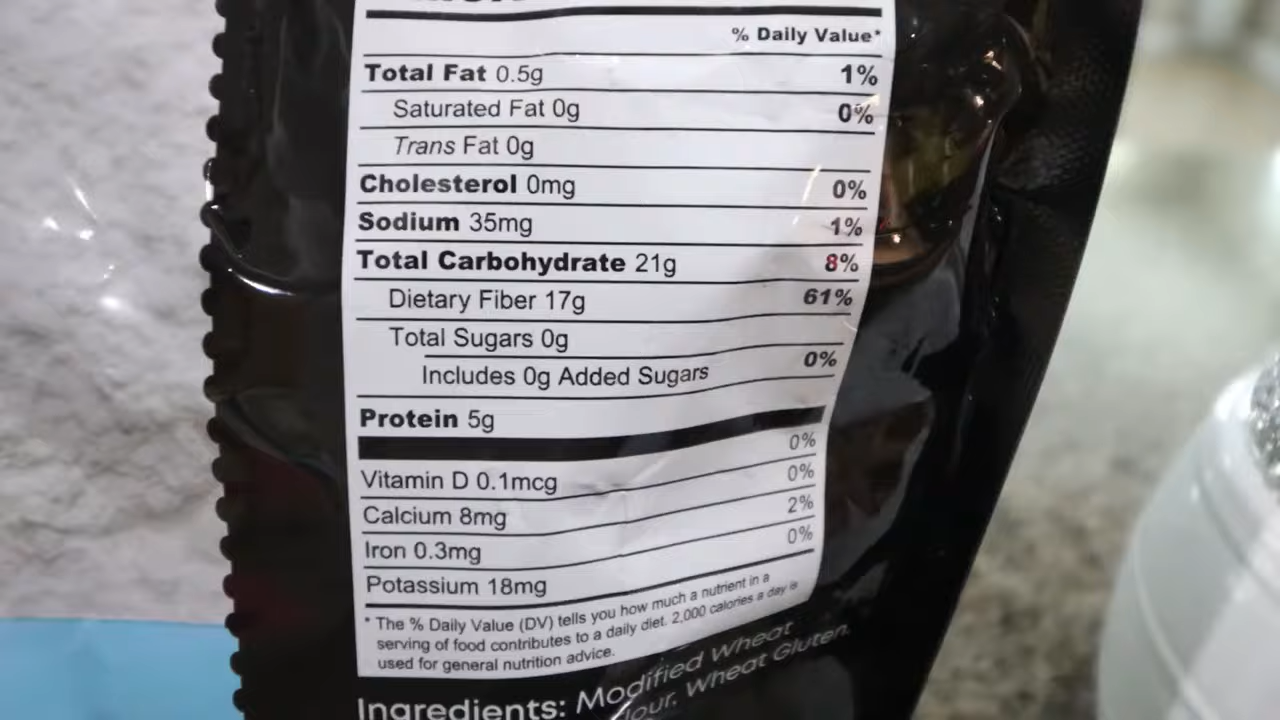 % Daily Value*
Total Fat 0.5g 1%
Saturated Fat 0g 0%
Trans Fat 0g
Cholesterol 0mg 0%
Sodium 35mg 1%
Total Carbohydrate 21g 8%
Dietary Fiber 17g 61%
Total Sugars 0g
Includes 0g Added Sugars 0%
Protein 5g
Vitamin D 0.1mcg 0%
Calcium 8mg 0%
Iron 0.3mg 2%
Potassium 18mg 0%
* The % Daily Value (DV) tells you how much a nutrient in a
serving of food contributes to a daily diet. 2,000 calories a day is
used for general nutrition advice.
Ingredients: Modified Wheat
Wheat Gluten,